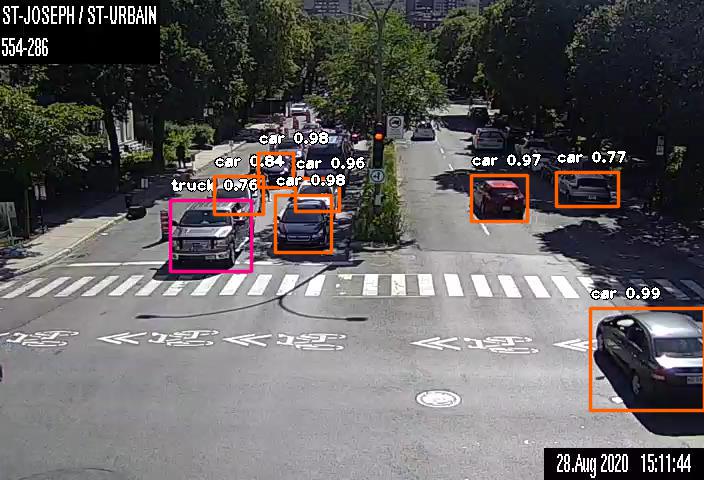 ST-JOSEPH / ST-URBAIN
554-286
car 0.98
car 0.84
car 0.96
truck 0.76
car 0.98
car 0.97
car 0.77
car 0.99
28.Aug 2020 15:11:44